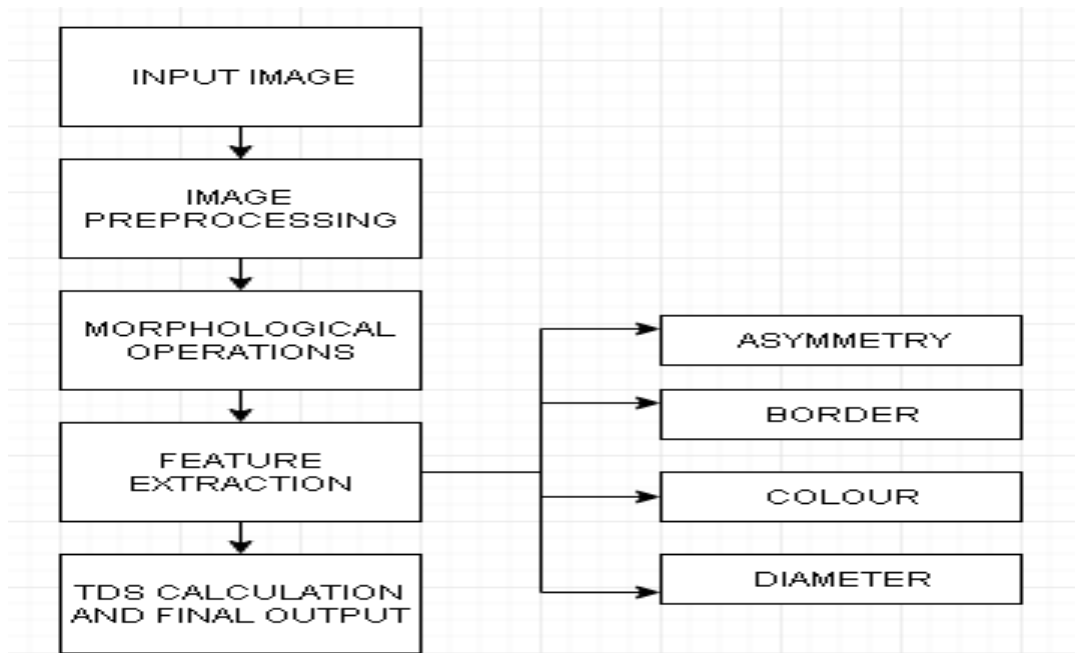 INPUT IMAGE
IMAGE
PREPROCESSING
MORPHOLOGICAL
OPERATIONS
FEATURE
EXTRACTION
TDS CALCULATION
AND FINAL OUTPUT
ASYMMETRY
BORDER
COLOUR
DIAMETER